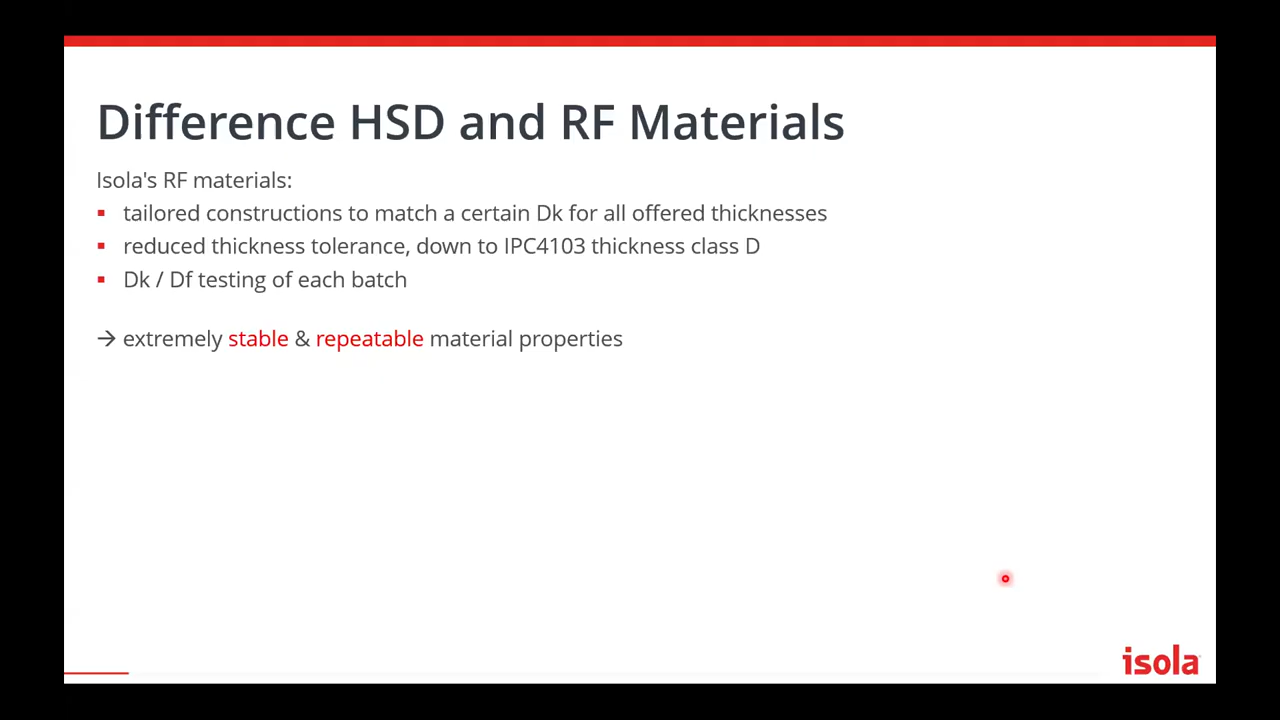 Difference HSD and RF Materials
Isola's RF materials:
▪ tailored constructions to match a certain Dk for all offered thicknesses
▪ reduced thickness tolerance, down to IPC4103 thickness class D
▪ Dk / Df testing of each batch
→ extremely stable & repeatable material properties
isola